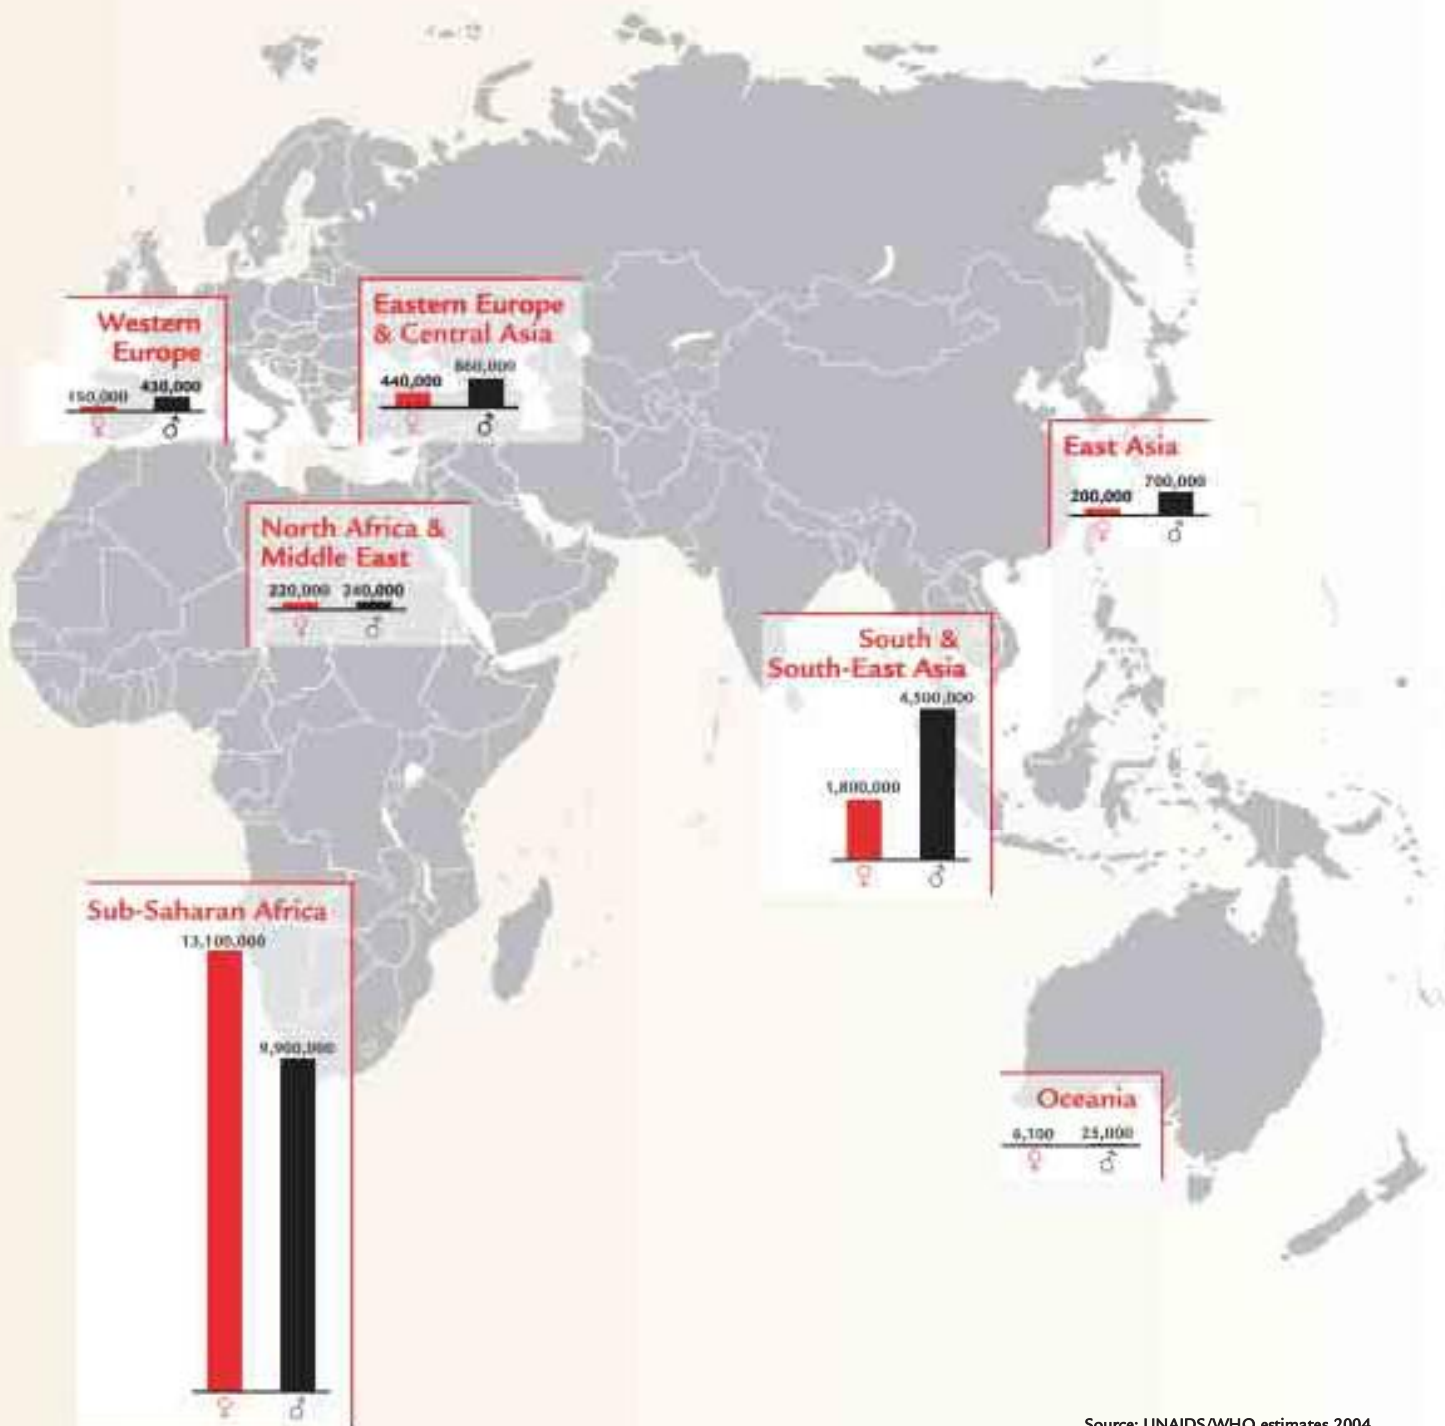 Western
Europe
150,000 430,000
♀ ♂
Eastern Europe
& Central Asia
440,000 860,000
♀ ♂
East Asia
200,000 700,000
♀ ♂
North Africa &
Middle East
220,000 240,000
♀ ♂
South &
South-East Asia
4,500,000
1,800,000
♀ ♂
Sub-Saharan Africa
13,100,000
9,900,000
♀ ♂
Oceania
6,100 25,000
♀ ♂
Source: UNAIDS/WHO estimates 2004